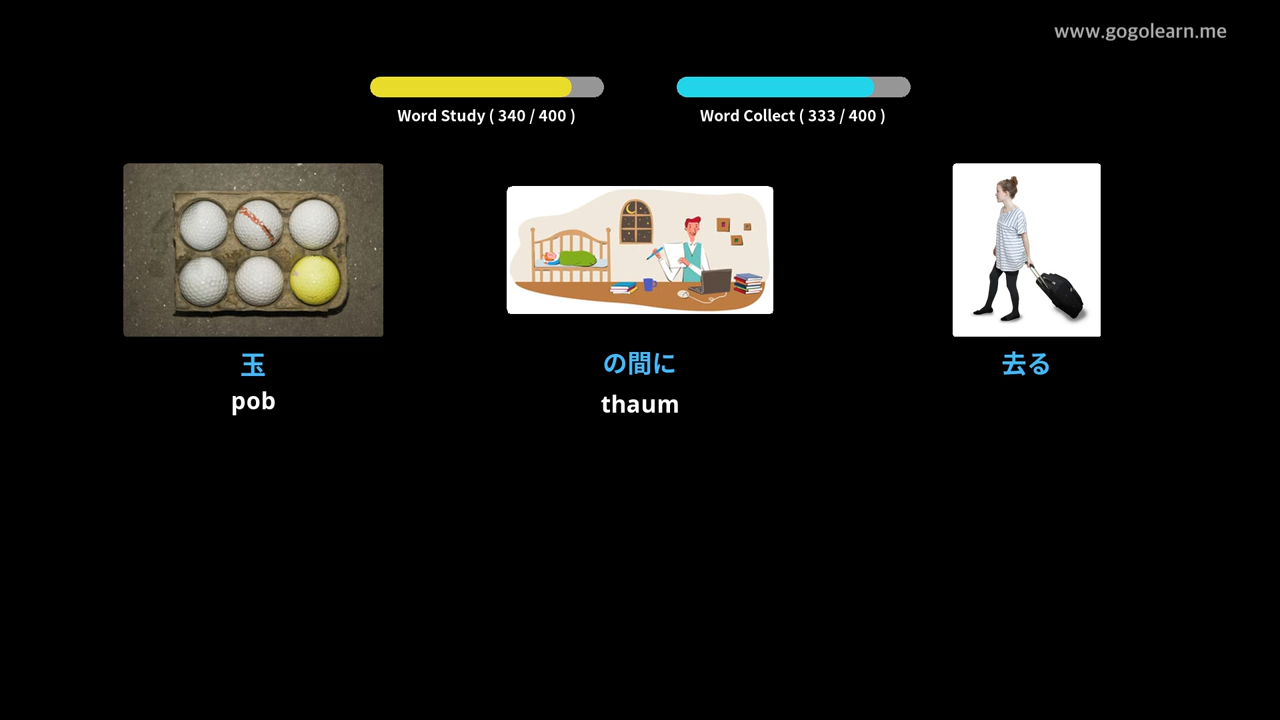 www.gogolearn.me
Word Study ( 340 / 400 )
Word Collect ( 333 / 400 )
玉
pob
の間に
thaum
去る